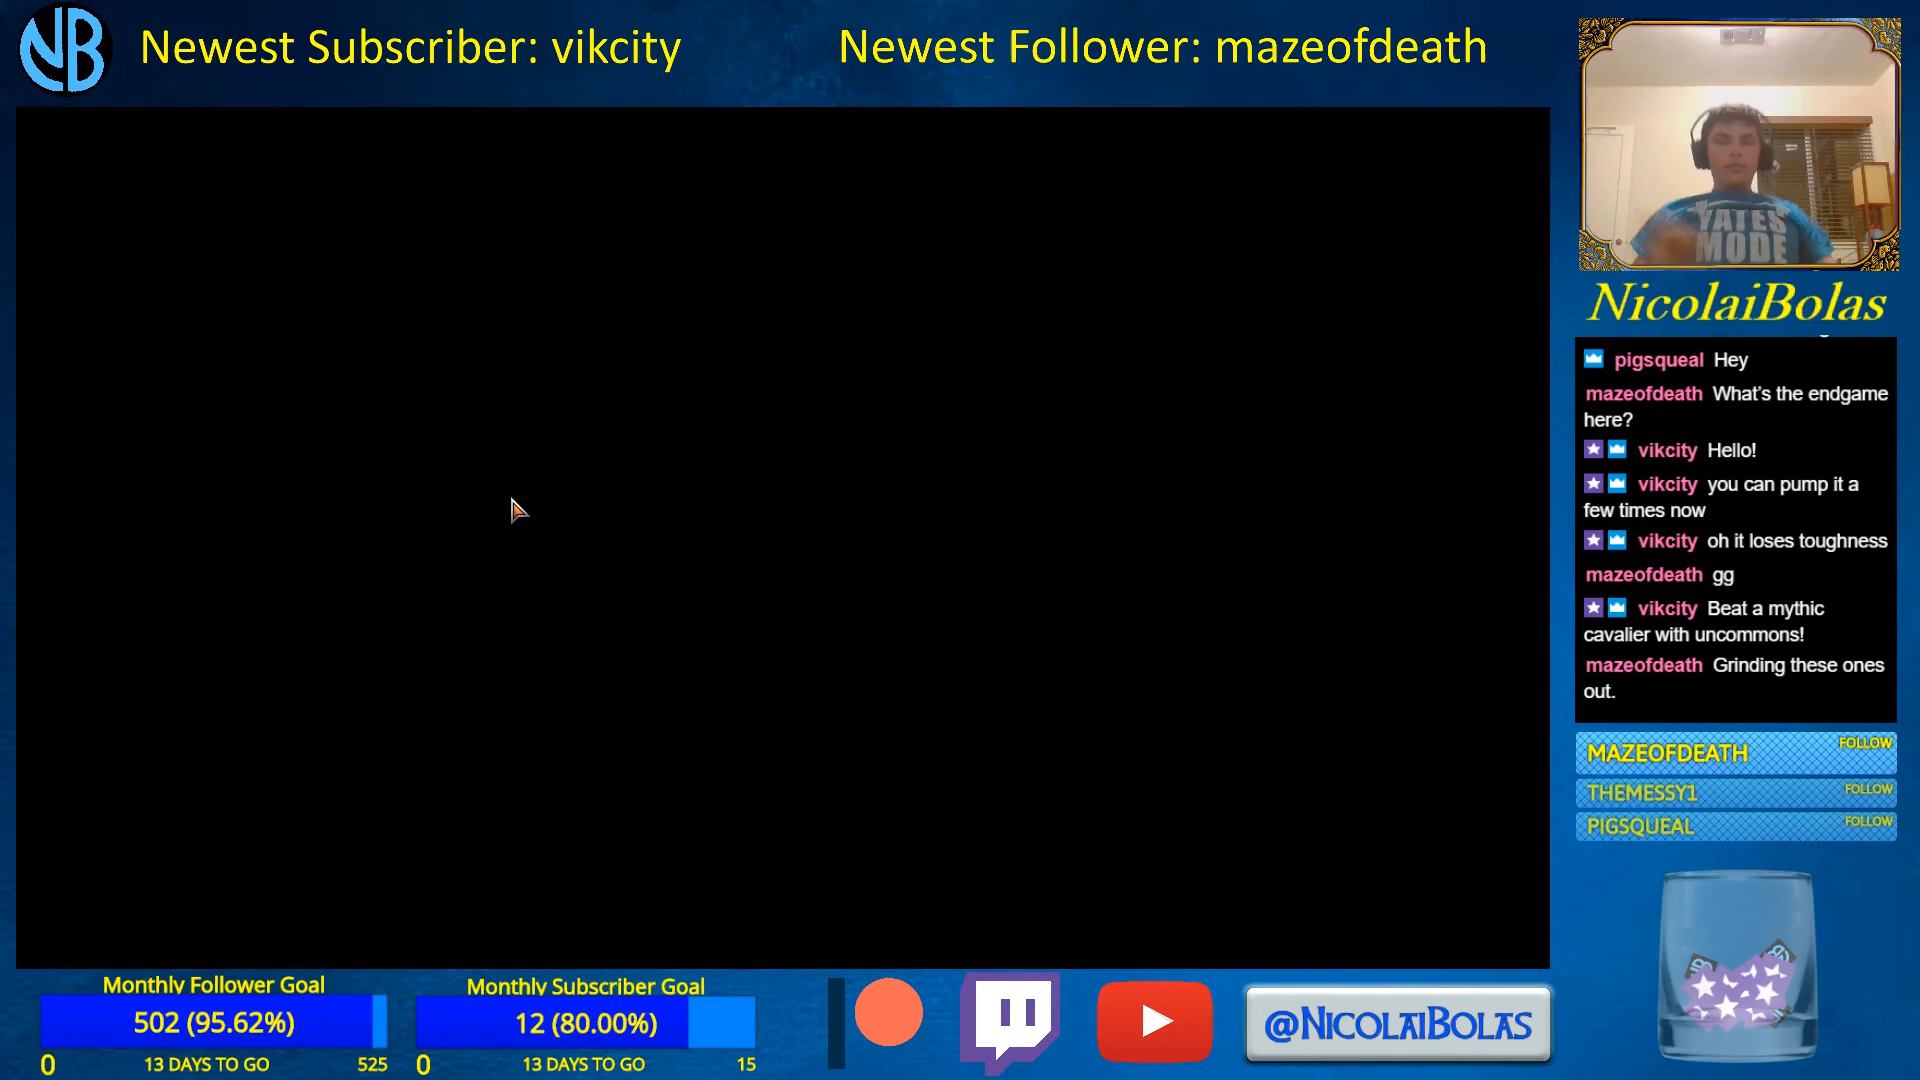 NB
Newest Subscriber: vikcity
Newest Follower: mazeofdeath
YATES
MODE
NicolaiBolas
pigsqueal Hey
mazeofdeath What's the endgame
here?
vikcity Hello!
vikcity you can pump it a
few times now
vikcity oh it loses toughness
mazeofdeath gg
vikcity Beat a mythic
cavalier with uncommons!
mazeofdeath Grinding these ones
out.
MAZEOFDEATH FOLLOW
THEMESSY1 FOLLOW
PIGSQUEAL FOLLOW
Monthly Follower Goal
502 (95.62%)
0 13 DAYS TO GO 525
Monthly Subscriber Goal
12 (80.00%)
0 13 DAYS TO GO 15
@NICOLAIBOLAS